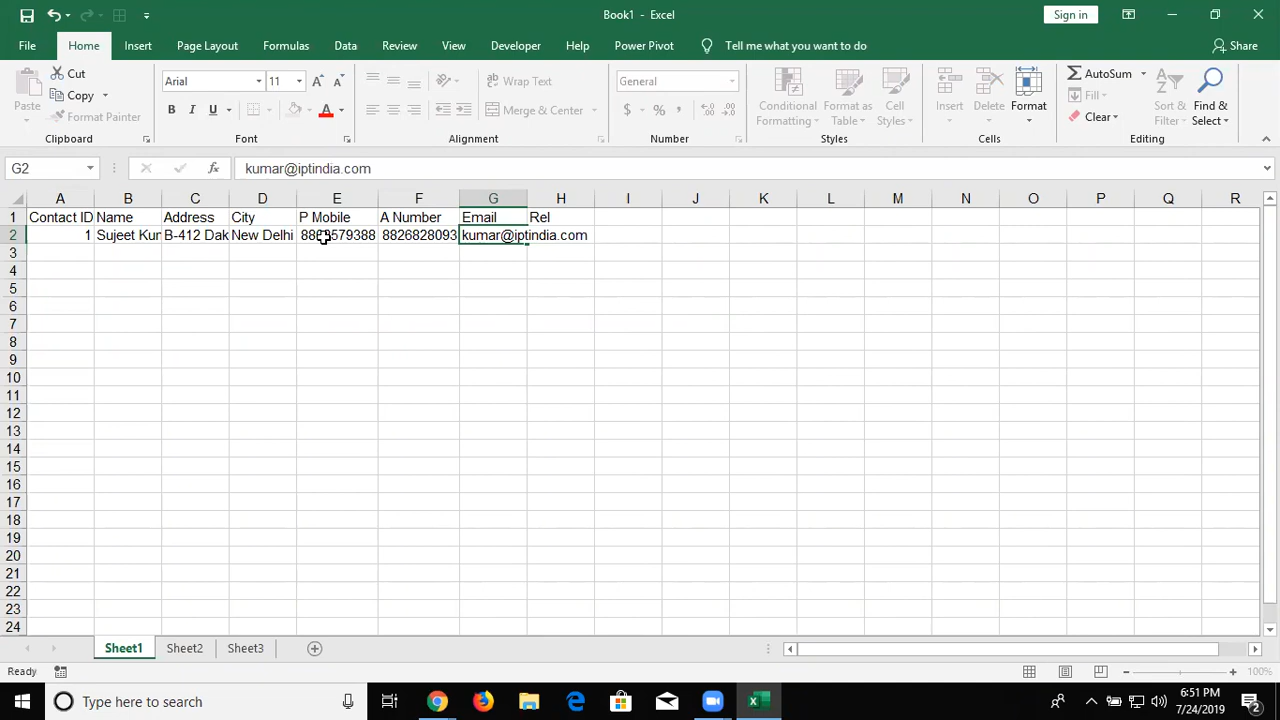 Book1 - Excel
Sign in
File Home Insert Page Layout Formulas Data Review View Developer Help Power Pivot Tell me what you want to do Share
Paste
Cut
Copy
Format Painter
Clipboard
Arial 11
B I U
Font
Wrap Text
Merge & Center
Alignment
General
$ % ,
Number
Conditional Formatting
Format as Table
Cell Styles
Styles
Insert
Delete
Format
Cells
AutoSum
Fill
Clear
Sort & Filter
Find & Select
Editing
G2 fx kumar@iptindia.com
A B C D E F G H I J K L M N O P Q R
1 Contact ID Name Address City P Mobile A Number Email Rel
2 1 Sujeet Kur B-412 Dak New Delhi 8826828093 kumar@iptindia.com
3
4
5
6
7
8
9
10
11
12
13
14
15
16
17
18
19
20
21
22
23
24
Sheet1 Sheet2 Sheet3
Ready
100%
Type here to search
6:51 PM
7/24/2019
2